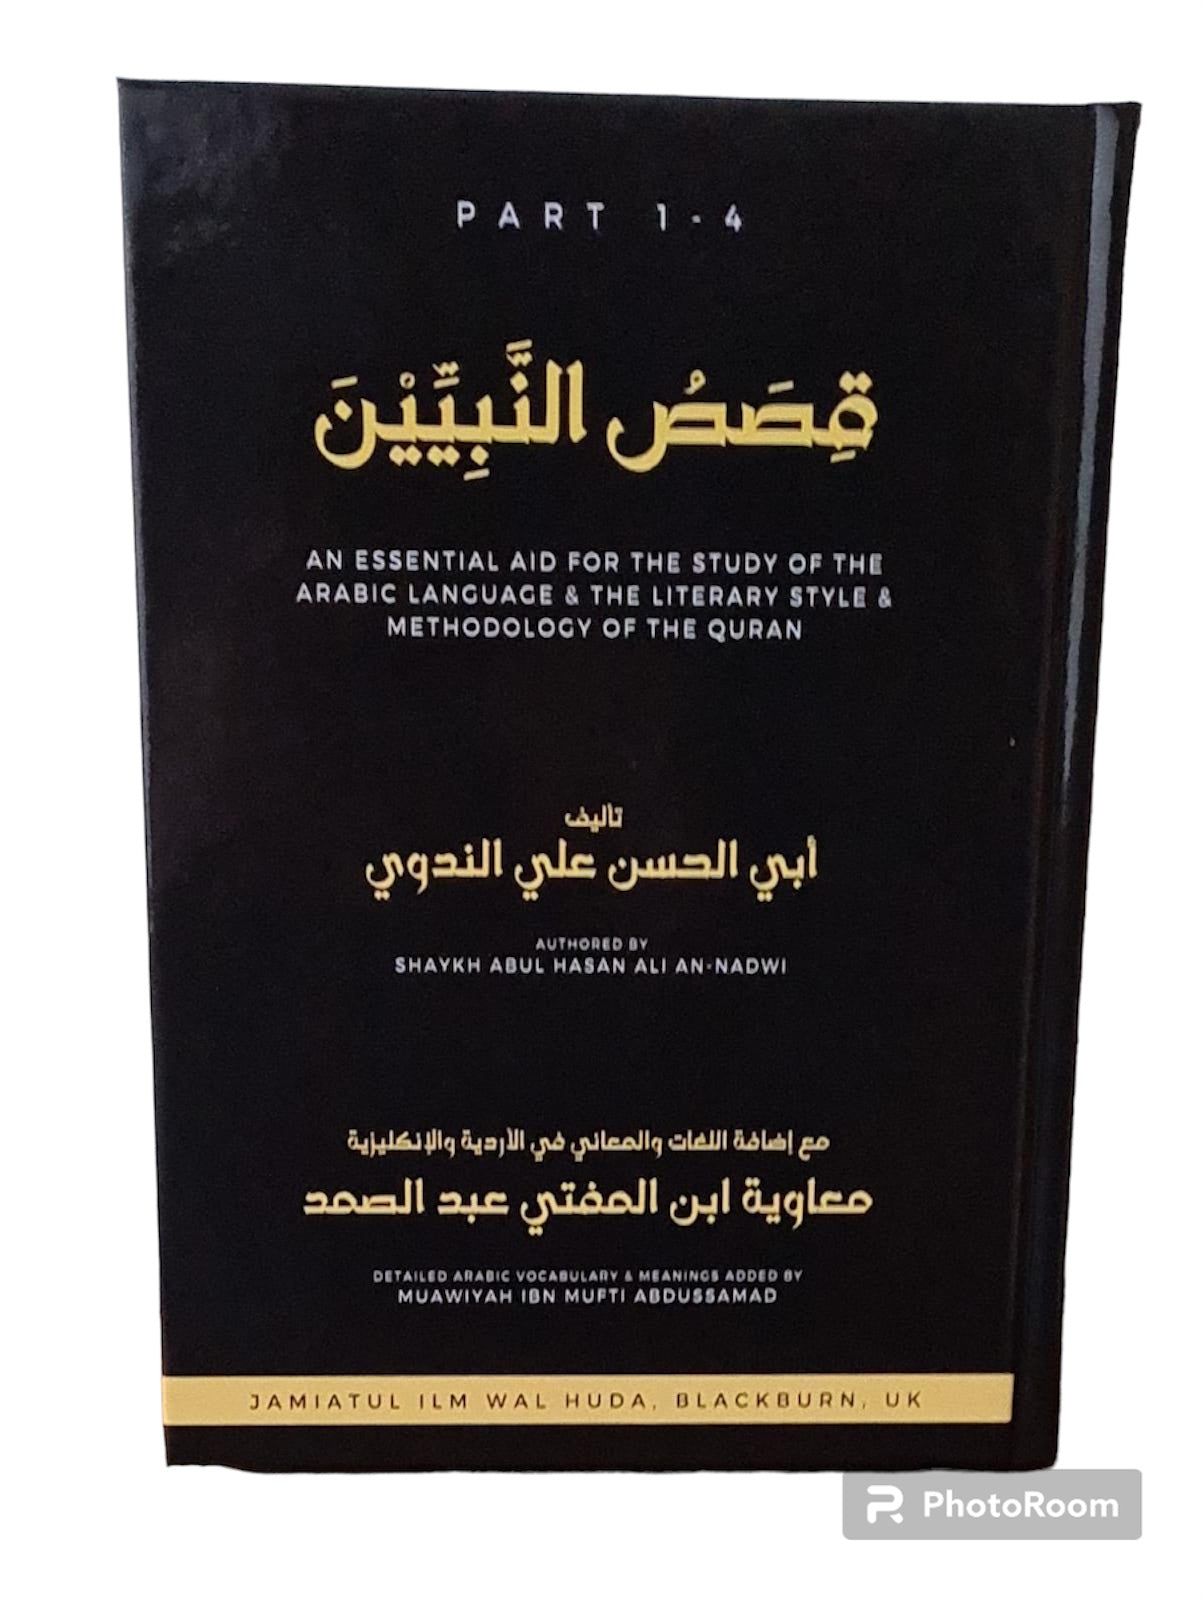 PART 1-4
قِصَصُ النَّبِيِّيْنَ
AN ESSENTIAL AID FOR THE STUDY OF THE
ARABIC LANGUAGE & THE LITERARY STYLE &
METHODOLOGY OF THE QURAN
تأليف
أبي الحسن علي الندوي
AUTHORED BY
SHAYKH ABUL HASAN ALI AN-NADWI
مع إضافة اللغات والمعاني في الأردية والإنكليزية
معاوية ابن المفتي عبد الصمد
DETAILED ARABIC VOCABULARY & MEANINGS ADDED BY
MUAWIYAH IBN MUFTI ABDUSSAMAD
JAMIATUL ILM WAL HUDA, BLACKBURN, UK
PhotoRoom